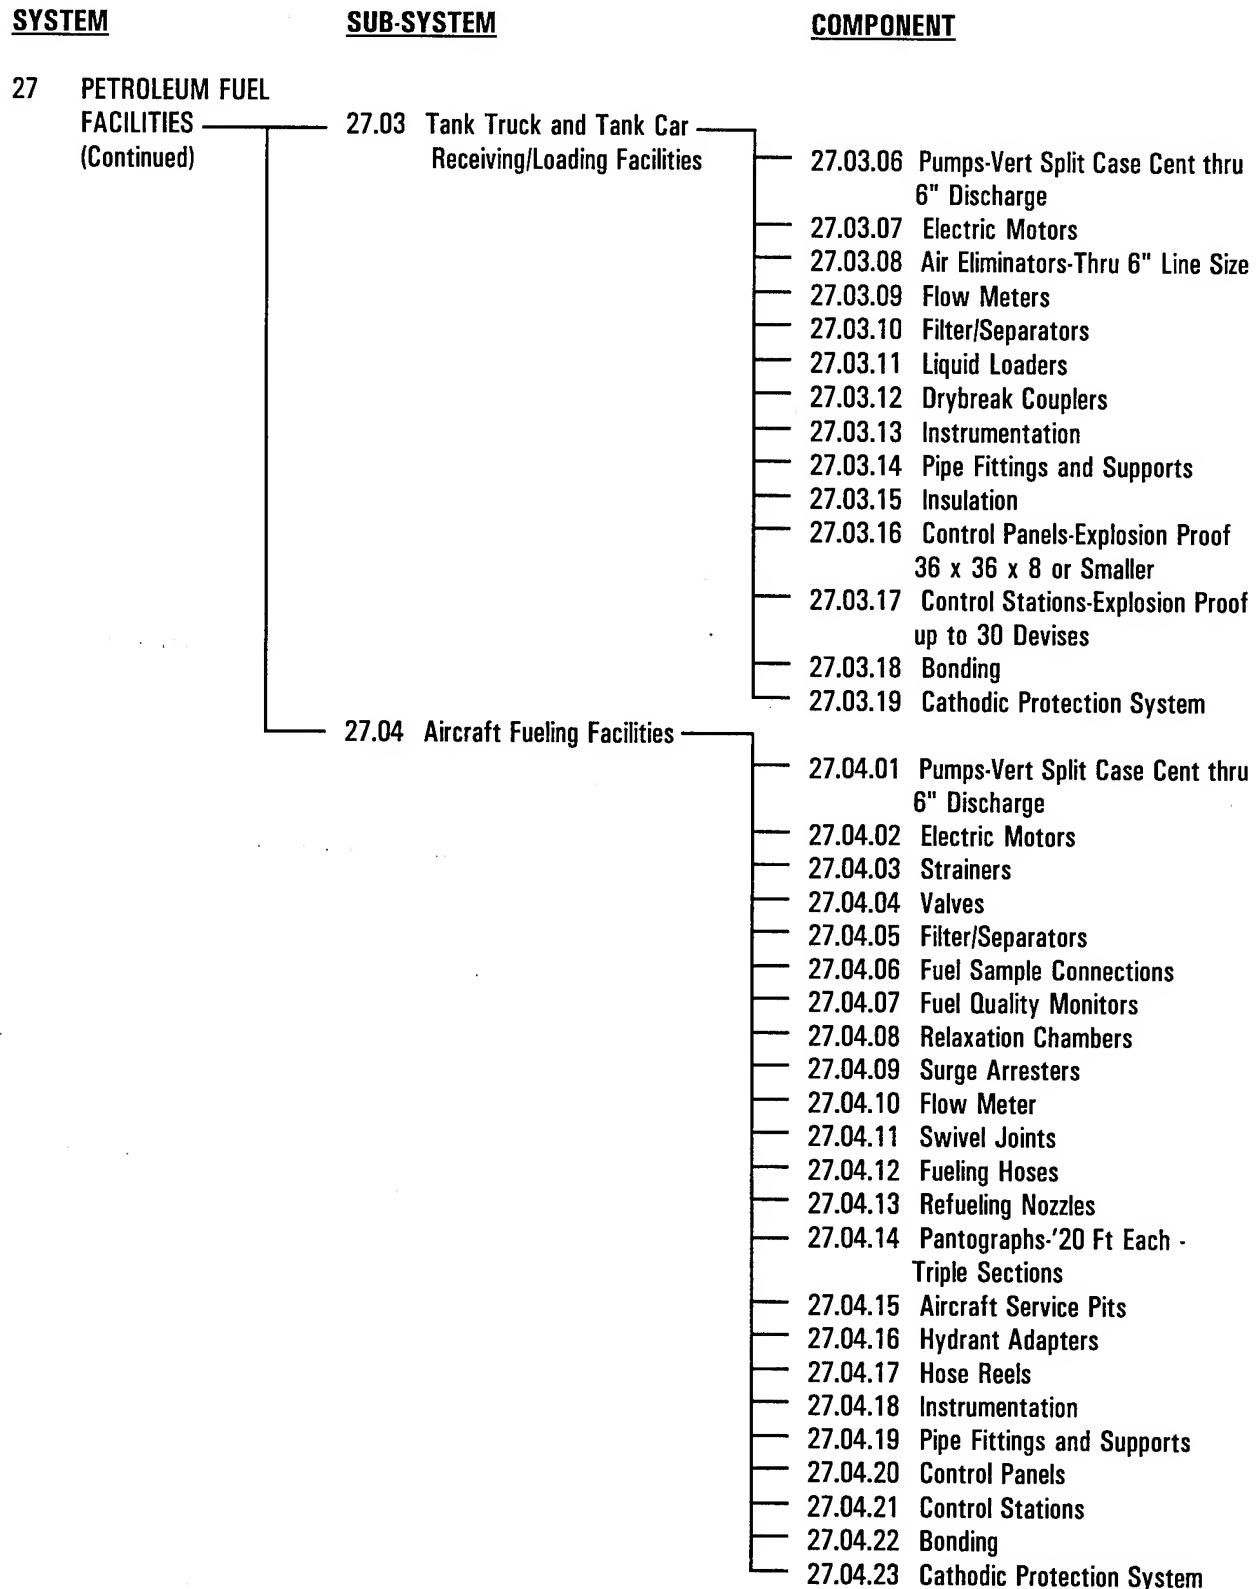 SYSTEM SUB-SYSTEM COMPONENT
27 PETROLEUM FUEL
FACILITIES
(Continued)
27.03 Tank Truck and Tank Car
Receiving/Loading Facilities
27.03.06 Pumps-Vert Split Case Cent thru
6" Discharge
27.03.07 Electric Motors
27.03.08 Air Eliminators-Thru 6" Line Size
27.03.09 Flow Meters
27.03.10 Filter/Separators
27.03.11 Liquid Loaders
27.03.12 Drybreak Couplers
27.03.13 Instrumentation
27.03.14 Pipe Fittings and Supports
27.03.15 Insulation
27.03.16 Control Panels-Explosion Proof
36 x 36 x 8 or Smaller
27.03.17 Control Stations-Explosion Proof
up to 30 Devises
27.03.18 Bonding
27.03.19 Cathodic Protection System
27.04 Aircraft Fueling Facilities
27.04.01 Pumps-Vert Split Case Cent thru
6" Discharge
27.04.02 Electric Motors
27.04.03 Strainers
27.04.04 Valves
27.04.05 Filter/Separators
27.04.06 Fuel Sample Connections
27.04.07 Fuel Quality Monitors
27.04.08 Relaxation Chambers
27.04.09 Surge Arresters
27.04.10 Flow Meter
27.04.11 Swivel Joints
27.04.12 Fueling Hoses
27.04.13 Refueling Nozzles
27.04.14 Pantographs-'20 Ft Each -
Triple Sections
27.04.15 Aircraft Service Pits
27.04.16 Hydrant Adapters
27.04.17 Hose Reels
27.04.18 Instrumentation
27.04.19 Pipe Fittings and Supports
27.04.20 Control Panels
27.04.21 Control Stations
27.04.22 Bonding
27.04.23 Cathodic Protection System